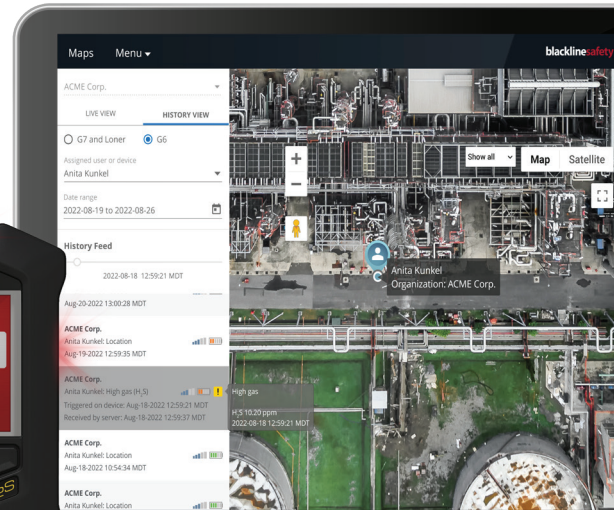 Maps Menu
blacklinesafety
ACME Corp.
LIVE VIEW HISTORY VIEW
G7 and Loner G6
Assigned user or device
Anita Kunkel
Date range
2022-08-19 to 2022-08-26
History Feed
2022-08-18 12:59:21 MDT
Aug-20-2022 13:00:28 MDT
ACME Corp.
Anita Kunkel: Location
Aug-19-2022 12:59:35 MDT
ACME Corp.
Anita Kunkel: High gas (H₂S)
Triggered on device: Aug-18-2022 12:59:21 MDT
Received by server: Aug-18-2022 12:59:37 MDT
ACME Corp.
Anita Kunkel: Location
Aug-18-2022 10:54:34 MDT
ACME Corp.
Anita Kunkel: Location
+
−
Show all Map Satellite
Anita Kunkel
Organization: ACME Corp.
High gas
H₂S 10.20 ppm
2022-08-18 12:59:21 MDT